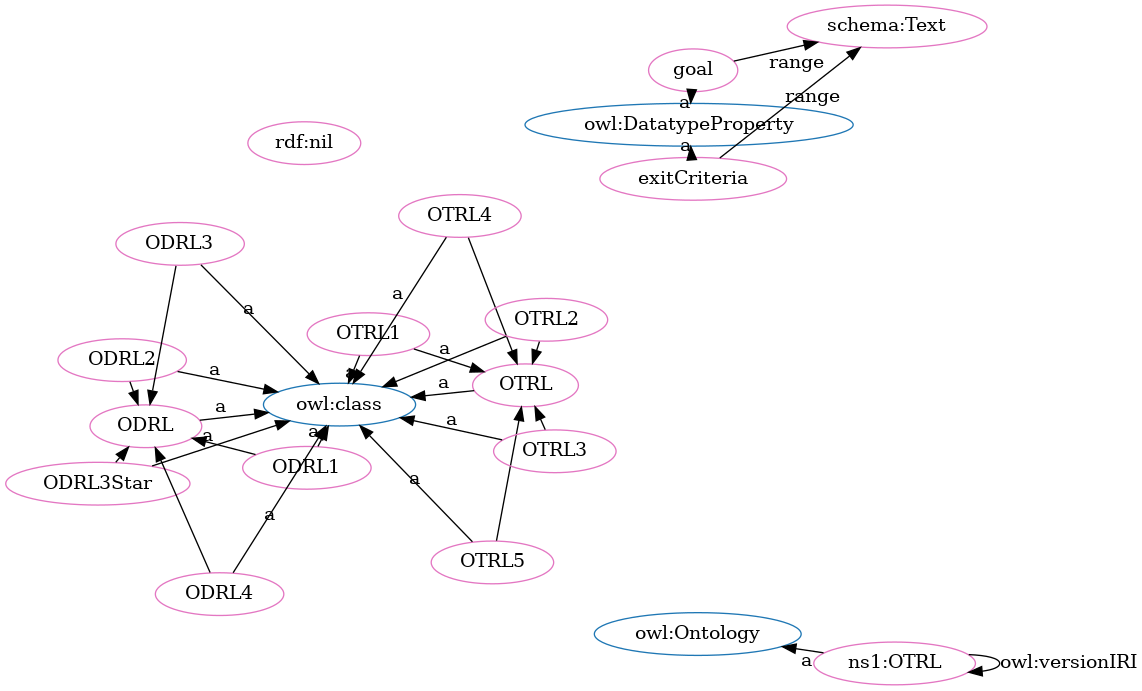 schema:Text
goal
range
range
a
owl:DatatypeProperty
a
rdf:nil
exitCriteria
OTRL4
ODRL3
a
a
OTRL2
OTRL1
a
ODRL2
a
a
OTRL
a
owl:class
a
ODRL
a
a
a
OTRL3
ODRL1
ODRL3Star
a
a
OTRL5
ODRL4
owl:Ontology
a
ns1:OTRL
owl:versionIRI